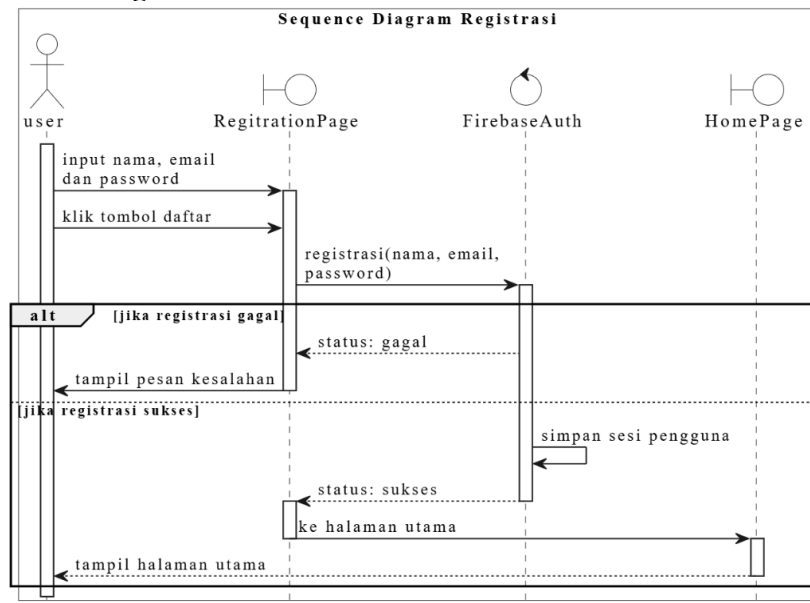 Sequence Diagram Registrasi
user
RegitrationPage
FirebaseAuth
HomePage
input nama, email
dan password
klik tombol daftar
registrasi(nama, email,
password)
alt
[jika registrasi gagal]
status: gagal
tampil pesan kesalahan
[jika registrasi sukses]
simpan sesi pengguna
status: sukses
ke halaman utama
tampil halaman utama